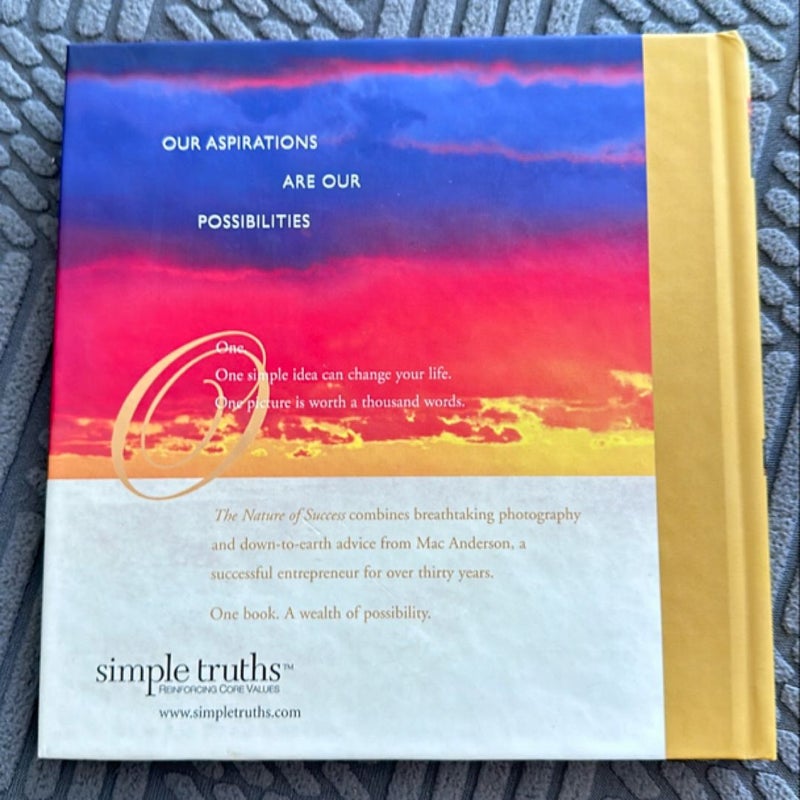 OUR ASPIRATIONS
ARE OUR
POSSIBILITIES
One.
One simple idea can change your life.
One picture is worth a thousand words.
The Nature of Success combines breathtaking photography
and down-to-earth advice from Mac Anderson, a
successful entrepreneur for over thirty years.
One book. A wealth of possibility.
simple truths™
REINFORCING CORE VALUES
www.simpletruths.com